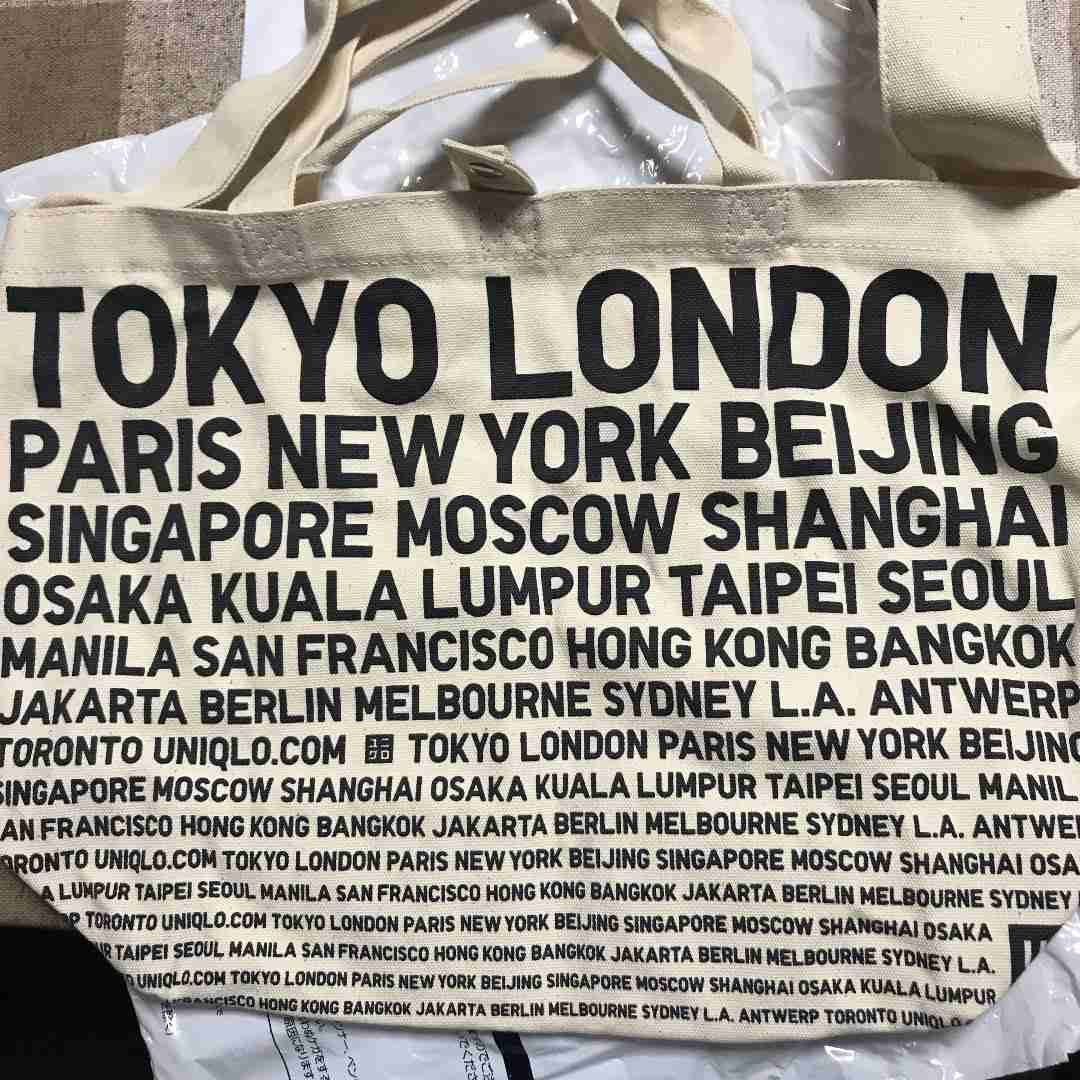 TOKYO LONDON
PARIS NEW YORK BEIJING
SINGAPORE MOSCOW SHANGHAI
OSAKA KUALA LUMPUR TAIPEI SEOUL
MANILA SAN FRANCISCO HONG KONG BANGKOK
JAKARTA BERLIN MELBOURNE SYDNEY L.A. ANTWERP
TORONTO UNIQLO.COM TOKYO LONDON PARIS NEW YORK BEIJING
SINGAPORE MOSCOW SHANGHAI OSAKA KUALA LUMPUR TAIPEI SEOUL MANIL
AN FRANCISCO HONG KONG BANGKOK JAKARTA BERLIN MELBOURNE SYDNEY L.A. ANTWE
ORONTO UNIQLO.COM TOKYO LONDON PARIS NEW YORK BEIJING SINGAPORE MOSCOW SHANGHAI OSA
A LUMPUR TAIPEI SEOUL MANILA SAN FRANCISCO HONG KONG BANGKOK JAKARTA BERLIN MELBOURNE SYDNEY
RP TORONTO UNIQLO.COM TOKYO LONDON PARIS NEW YORK BEIJING SINGAPORE MOSCOW SHANGHAI OSAKA
UR TAIPEI SEOUL MANILA SAN FRANCISCO HONG KONG BANGKOK JAKARTA BERLIN MELBOURNE SYDNEY L.A.
O UNIQLO.COM TOKYO LONDON PARIS NEW YORK BEIJING SINGAPORE MOSCOW SHANGHAI OSAKA KUALA LUMPUR
FRANCISCO HONG KONG BANGKOK JAKARTA BERLIN MELBOURNE SYDNEY L.A. ANTWERP TORONTO UNIQLO